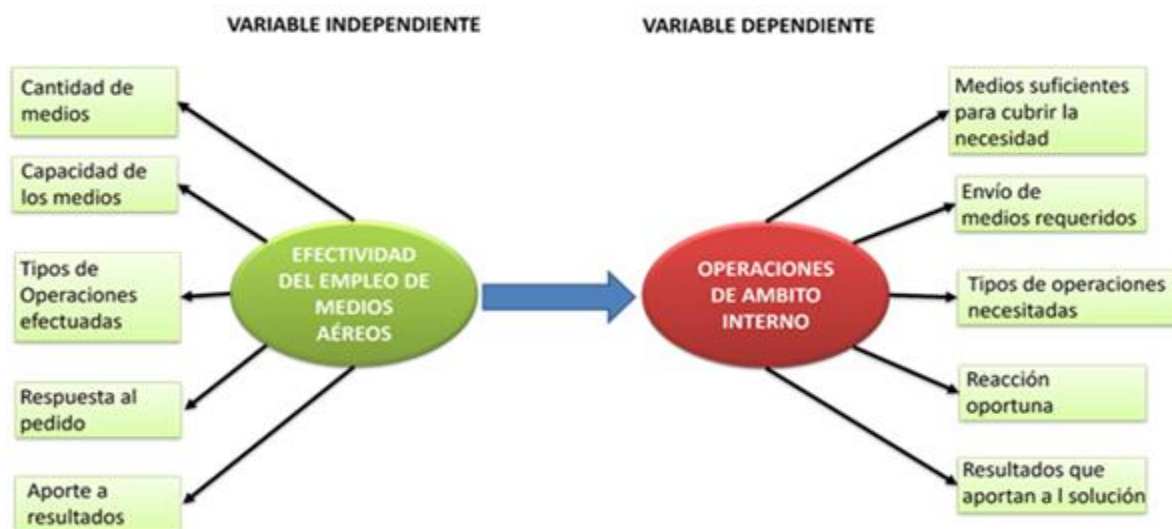 VARIABLE INDEPENDIENTE
VARIABLE DEPENDIENTE
Cantidad de
medios
Capacidad de
los medios
Tipos de
Operaciones
efectuadas
Respuesta al
pedido
Aporte a
resultados
EFECTIVIDAD
DEL EMPLEO DE
MEDIOS
AÉREOS
OPERACIONES
DE AMBITO
INTERNO
Medios suficientes
para cubrir la
necesidad
Envío de
medios requeridos
Tipos de operaciones
necesitadas
Reacción
oportuna
Resultados que
aportan a l solución